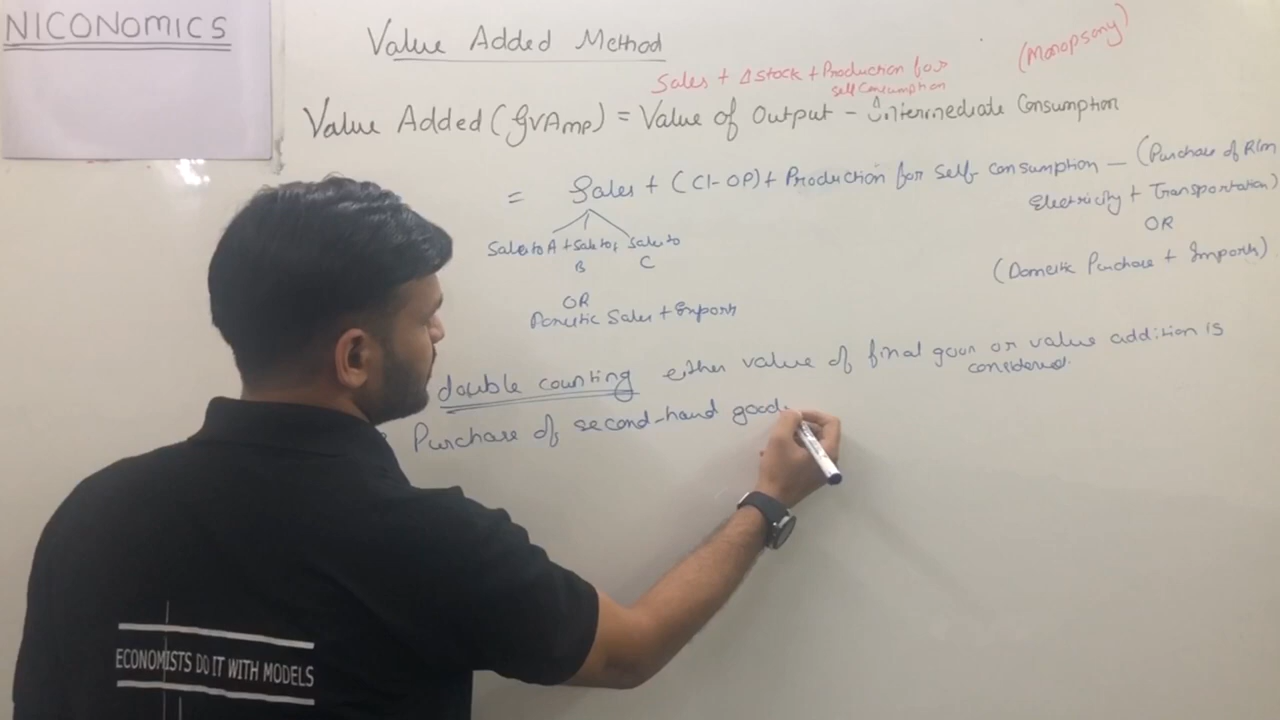 NICONOMICS
Value Added Method
(Monopsony)
Sales + Δ Stock + Production for
self consumption
Value Added (GVAMP) = Value of Output - Intermediate Consumption
= Sales + (Cl-OP) + Production for Self consumption - (Purchase of R/m
Electricity + Transportation)
OR
(Domestic Purchase + Imports)
Sales to A + Sale to Sale to
B C
OR
Domestic Sales + Exports
double counting either value of final good or value addition is
considered.
Purchase of second-hand goods
ECONOMISTS DO IT WITH MODELS